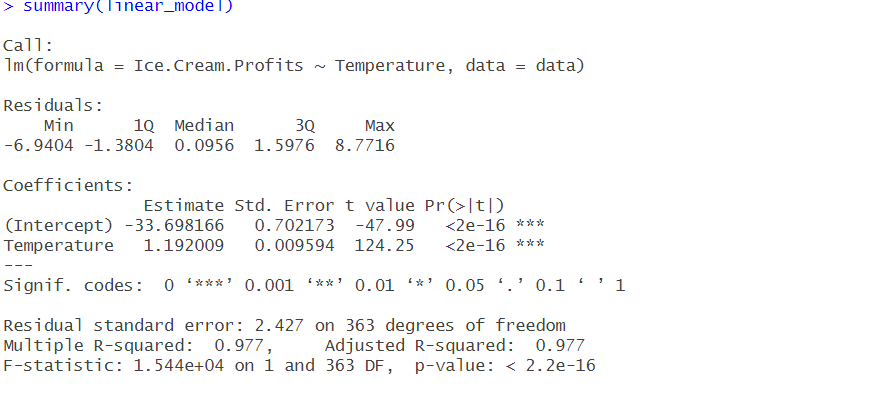 > summary(linear_model)
Call:
lm(formula = Ice.Cream.Profits ~ Temperature, data = data)
Residuals:
    Min      1Q  Median      3Q     Max
-6.9404 -1.3804  0.0956  1.5976  8.7716
Coefficients:
              Estimate Std. Error t value Pr(>|t|)
(Intercept) -33.698166   0.702173  -47.99   <2e-16 ***
Temperature   1.192009   0.009594  124.25   <2e-16 ***
---
Signif. codes:  0 ‘***’ 0.001 ‘**’ 0.01 ‘*’ 0.05 ‘.’ 0.1 ‘ ’ 1
Residual standard error: 2.427 on 363 degrees of freedom
Multiple R-squared:  0.977,     Adjusted R-squared:  0.977
F-statistic: 1.544e+04 on 1 and 363 DF,  p-value: < 2.2e-16